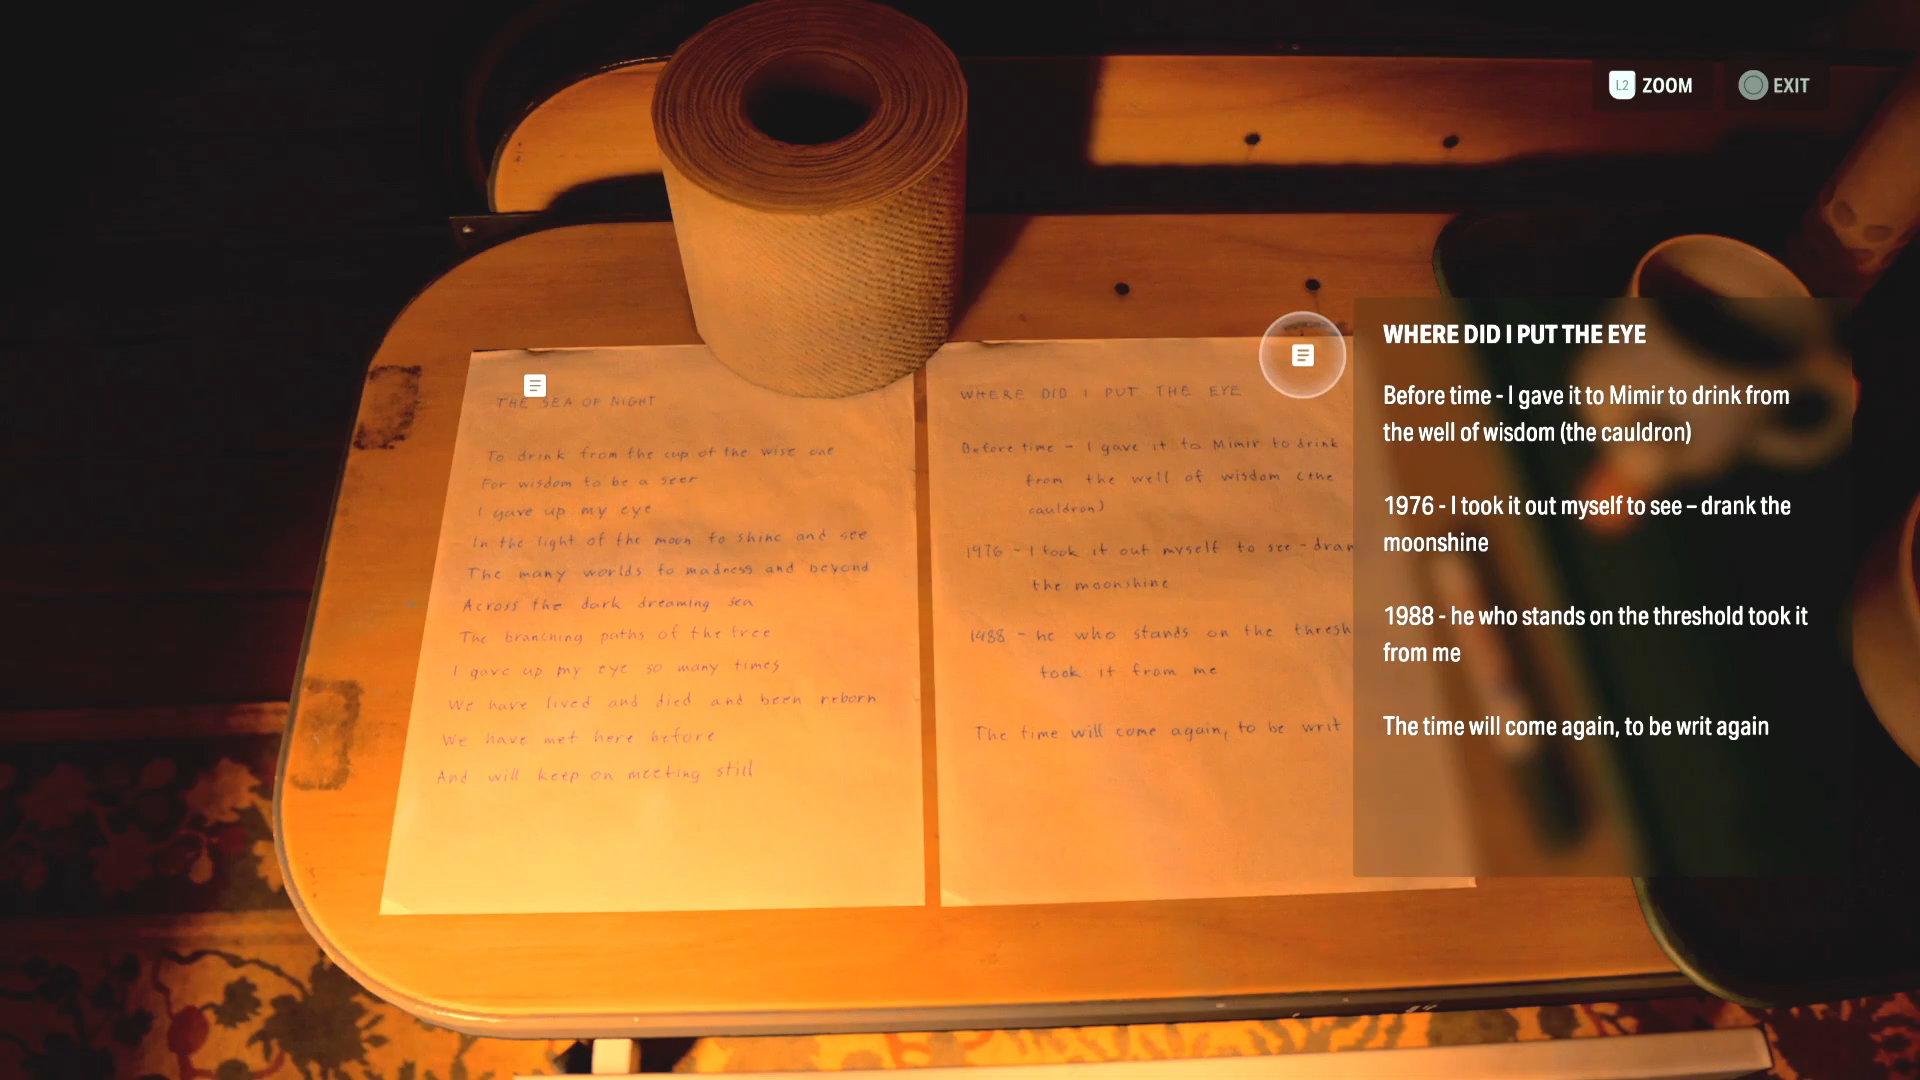 L2 ZOOM
EXIT
THE SEA OF NIGHT
To drink from the cup of the wise one
For wisdom to be a seer
I gave up my eye
In the light of the moon to shine and see
The many worlds to madness and beyond
Across the dark dreaming sea
The branching paths of the tree
I gave up my eye so many times
We have lived and died and been reborn
We have met here before
And will keep on meeting still
WHERE DID I PUT THE EYE
Before time - I gave it to Mimir to drink
from the well of wisdom (the
cauldron)
1976 - I took it out myself to see - dran
the moonshine
1988 - he who stands on the thresh
took it from me
The time will come again, to be writ
WHERE DID I PUT THE EYE
Before time - I gave it to Mimir to drink from
the well of wisdom (the cauldron)
1976 - I took it out myself to see – drank the
moonshine
1988 - he who stands on the threshold took it
from me
The time will come again, to be writ again